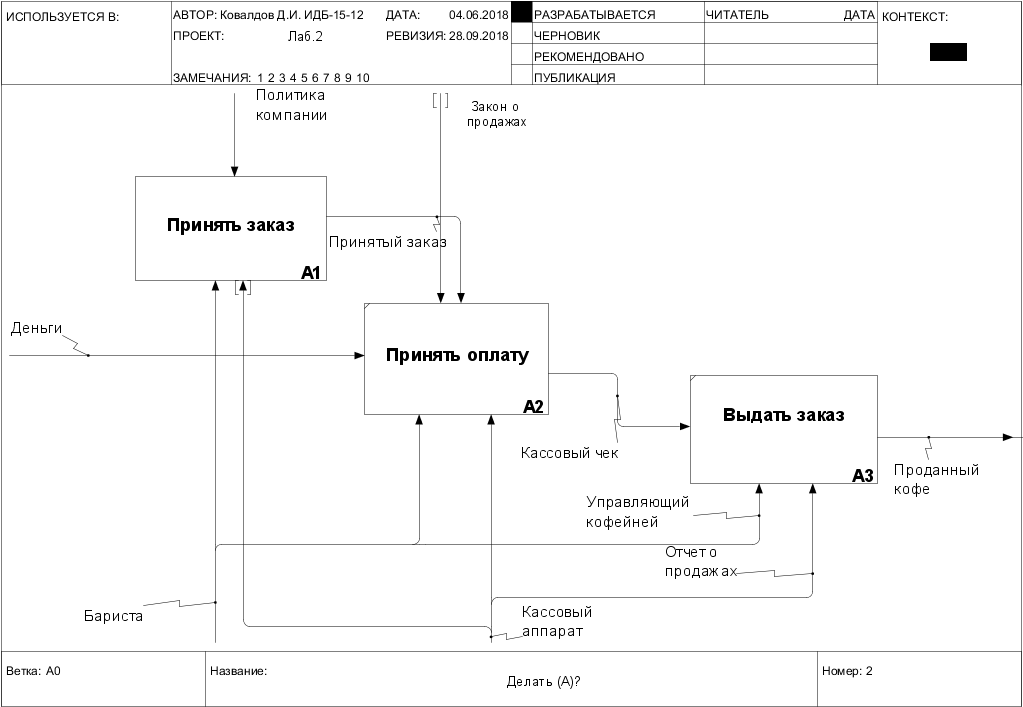 ИСПОЛЬЗУЕТСЯ В:
АВТОР: Ковалдов Д.И. ИДБ-15-12
ДАТА: 04.06.2018
ПРОЕКТ: Лаб.2
РЕВИЗИЯ: 28.09.2018
ЗАМЕЧАНИЯ: 1 2 3 4 5 6 7 8 9 10
РАЗРАБАТЫВАЕТСЯ
ЧЕРНОВИК
РЕКОМЕНДОВАНО
ПУБЛИКАЦИЯ
ЧИТАТЕЛЬ ДАТА
КОНТЕКСТ:
Политика
компании
[ ]
Закон о
продажах
Принять заказ
A1
Принятый заказ
[ ]
Деньги
Принять оплату
A2
Кассовый чек
Выдать заказ
A3
Проданный
кофе
Управляющий
кофейней
Отчет о
продажах
Бариста
Кассовый
аппарат
Ветка: A0
Название:
Делать (A)?
Номер: 2